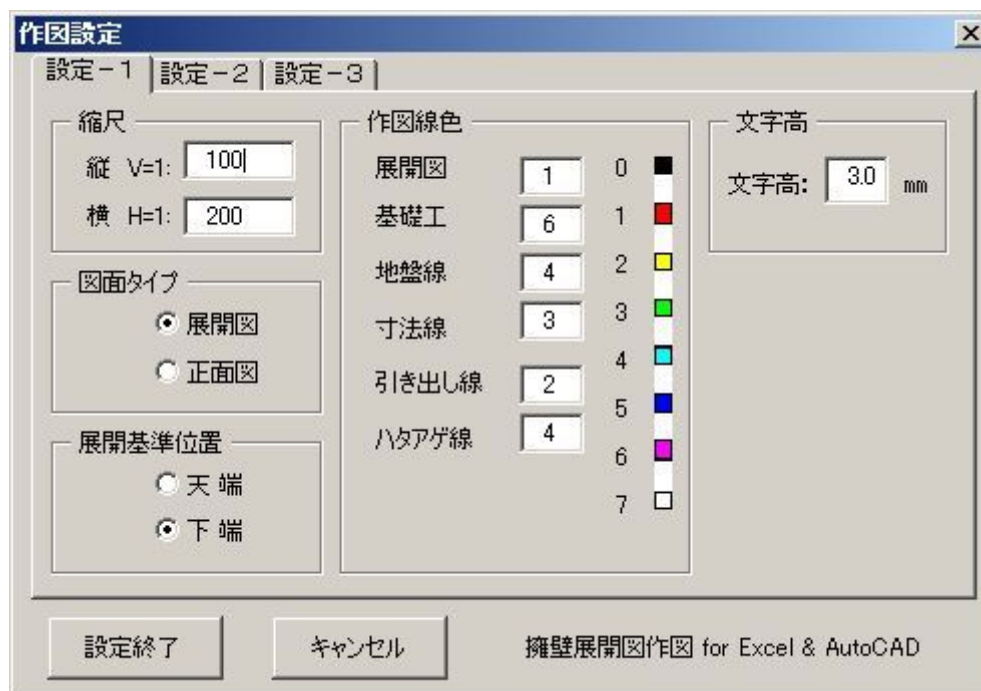 作図設定
設定－1 設定－2 設定－3
縮尺
縦 V=1: 100
横 H=1: 200
図面タイプ
展開図
正面図
展開基準位置
天 端
下 端
作図線色
展開図 1
基礎工 6
地盤線 4
寸法線 3
引き出し線 2
ハタアゲ線 4
0
1
2
3
4
5
6
7
文字高
文字高: 3.0 mm
設定終了 キャンセル 擁壁展開図作図 for Excel & AutoCAD